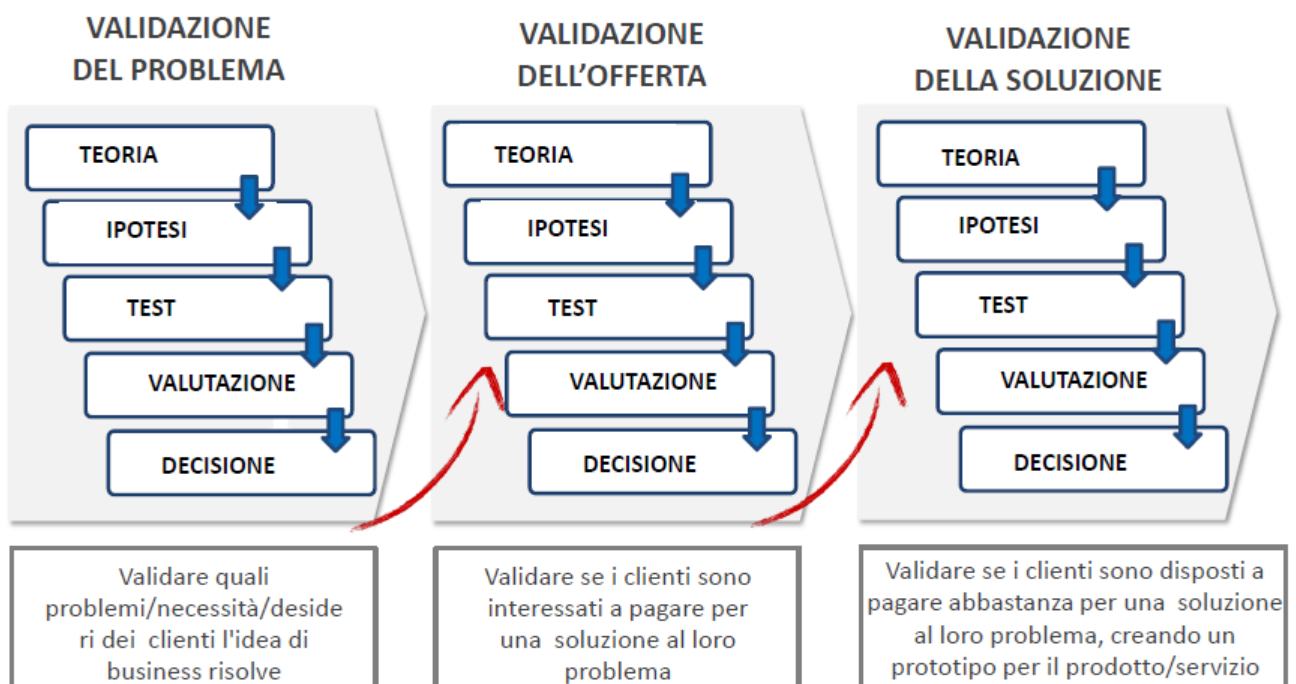 VALIDAZIONE
DEL PROBLEMA
TEORIA
IPOTESI
TEST
VALUTAZIONE
DECISIONE
Validare quali
problemi/necessità/deside
ri dei clienti l'idea di
business risolve
VALIDAZIONE
DELL'OFFERTA
TEORIA
IPOTESI
TEST
VALUTAZIONE
DECISIONE
Validare se i clienti sono
interessati a pagare per
una soluzione al loro
problema
VALIDAZIONE
DELLA SOLUZIONE
TEORIA
IPOTESI
TEST
VALUTAZIONE
DECISIONE
Validare se i clienti sono disposti a
pagare abbastanza per una soluzione
al loro problema, creando un
prototipo per il prodotto/servizio